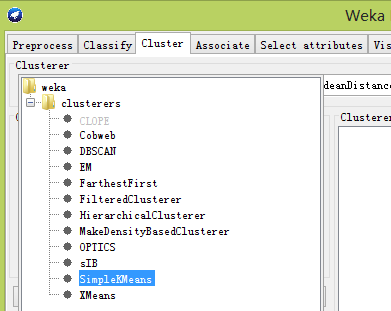 Weka
Preprocess Classify Cluster Associate Select attributes Vis
Clusterer
weka
deanDistanc
clusterers
CLOPE
Clusterer
Cobweb
DBSCAN
EM
FarthestFirst
FilteredClusterer
HierarchicalClusterer
MakeDensityBasedClusterer
OPTICS
sIB
SimpleKMeans
XMeans